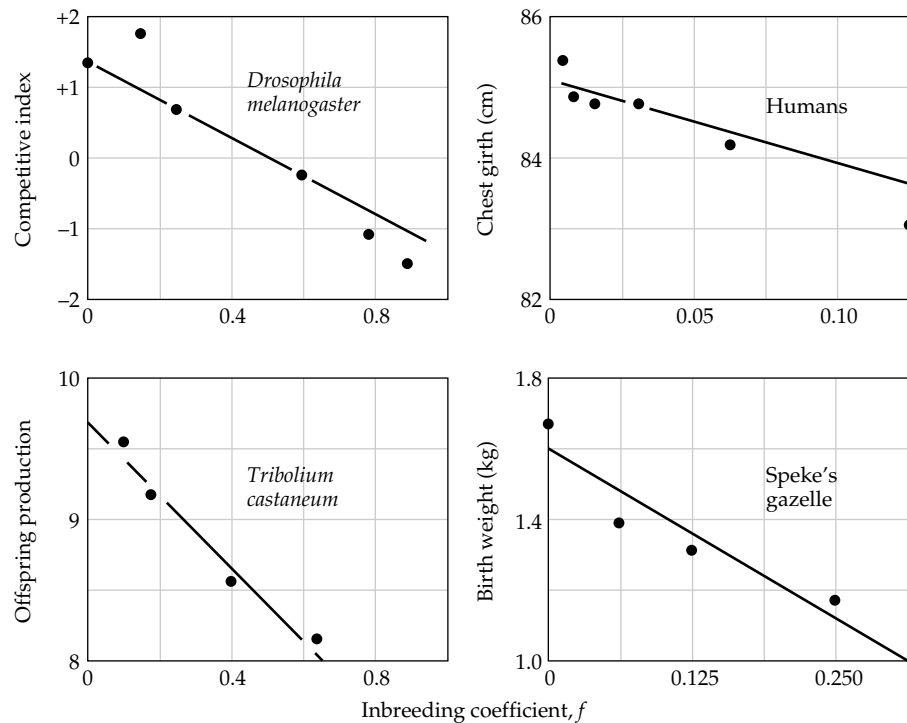 +2
+1
0
−1
−2
Competitive index
Drosophila
melanogaster
0
0.4
0.8
86
84
82
Chest girth (cm)
Humans
0
0.05
0.10
10
9
8
Offspring production
Tribolium
castaneum
0
0.4
0.8
1.8
1.4
1.0
Birth weight (kg)
Speke’s
gazelle
0
0.125
0.250
Inbreeding coefficient, f